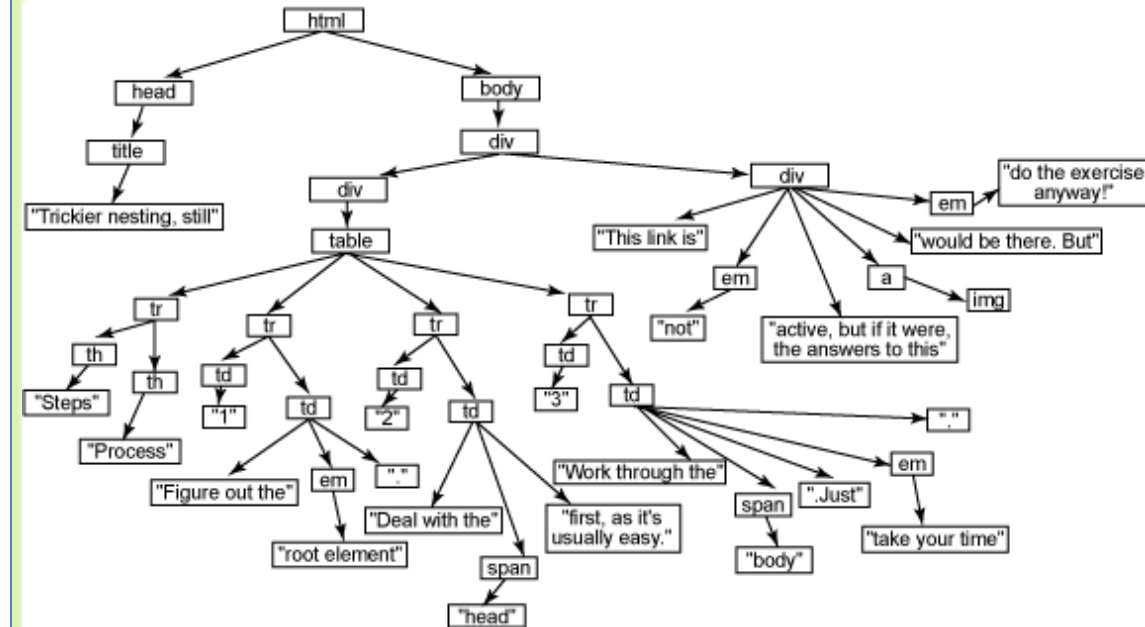 html
head
body
title
div
"Trickier nesting, still"
div
div
em
"do the exercise
anyway!"
table
"This link is"
"would be there. But"
em
a
img
"not"
"active, but if it were,
the answers to this"
tr
tr
tr
tr
th
th
td
td
td
td
td
td
"Steps"
"Process"
"1"
"2"
"3"
"Figure out the"
em
"."
"root element"
"Deal with the"
span
"first, as it's
usually easy."
"head"
"Work through the"
span
".Just"
em
"."
"body"
"take your time"